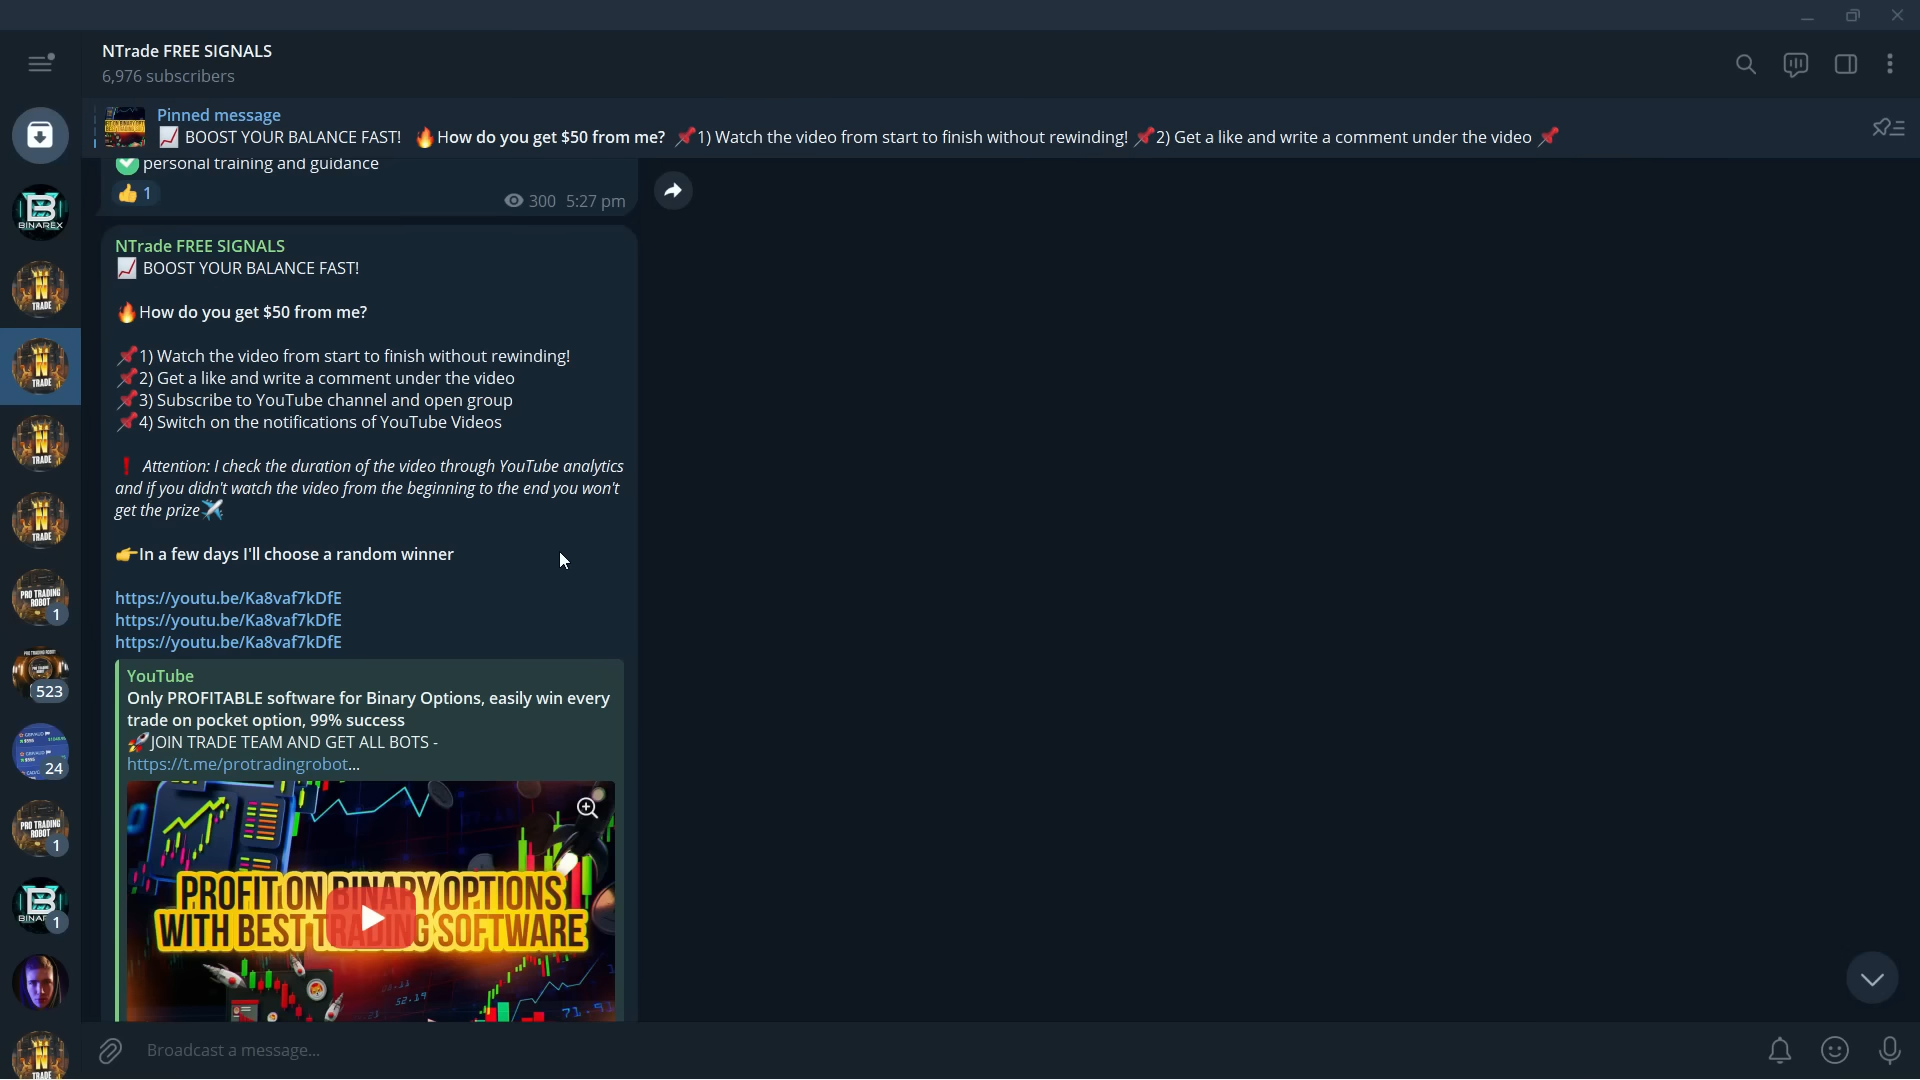 NTrade FREE SIGNALS
6,976 subscribers
Pinned message
📈 BOOST YOUR BALANCE FAST! 🔥How do you get $50 from me? 📌1) Watch the video from start to finish without rewinding! 📌2) Get a like and write a comment under the video 📌
✅ personal training and guidance
👍 1
300 5:27 pm
NTrade FREE SIGNALS
📈 BOOST YOUR BALANCE FAST!
🔥How do you get $50 from me?
📌1) Watch the video from start to finish without rewinding!
📌2) Get a like and write a comment under the video
📌3) Subscribe to YouTube channel and open group
📌4) Switch on the notifications of YouTube Videos
❗ Attention: I check the duration of the video through YouTube analytics
and if you didn't watch the video from the beginning to the end you won't
get the prize✈️
👉In a few days I'll choose a random winner
https://youtu.be/Ka8vaf7kDfE
https://youtu.be/Ka8vaf7kDfE
https://youtu.be/Ka8vaf7kDfE
YouTube
Only PROFITABLE software for Binary Options, easily win every
trade on pocket option, 99% success
🚀JOIN TRADE TEAM AND GET ALL BOTS -
https://t.me/protradingrobot...
PROFIT ON BINARY OPTIONS
WITH BEST TRADING SOFTWARE
52.19
71.91
Broadcast a message...
BINAREX
N TRADE
N TRADE
N TRADE
N TRADE
PRO TRADING ROBOT
1
523
24
PRO TRADING ROBOT
1
1
N TRADE